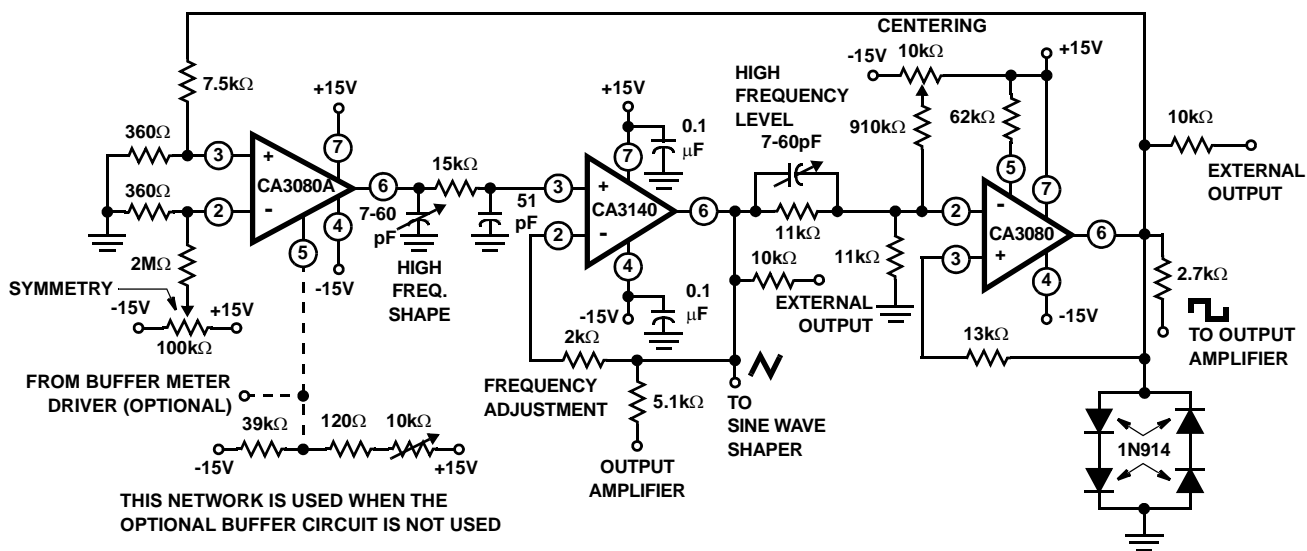 CENTERING
-15V
10kΩ
+15V
7.5kΩ
+15V
+15V
0.1
μF
HIGH
FREQUENCY
LEVEL
7-60pF
910kΩ
62kΩ
10kΩ
EXTERNAL
OUTPUT
360Ω
360Ω
3
+
2
-
CA3080A
7
6
4
5
-15V
15kΩ
7-60
pF
51
pF
HIGH
FREQ.
SHAPE
3
+
2
-
CA3140
7
6
4
-15V
0.1
μF
11kΩ
11kΩ
10kΩ
EXTERNAL
OUTPUT
5
7
2
-
3
+
CA3080
6
4
-15V
2.7kΩ
TO OUTPUT
AMPLIFIER
13kΩ
2MΩ
SYMMETRY
-15V
+15V
100kΩ
FROM BUFFER METER
DRIVER (OPTIONAL)
39kΩ
120Ω
10kΩ
-15V
+15V
2kΩ
FREQUENCY
ADJUSTMENT
5.1kΩ
OUTPUT
AMPLIFIER
TO
SINE WAVE
SHAPER
1N914
THIS NETWORK IS USED WHEN THE
OPTIONAL BUFFER CIRCUIT IS NOT USED